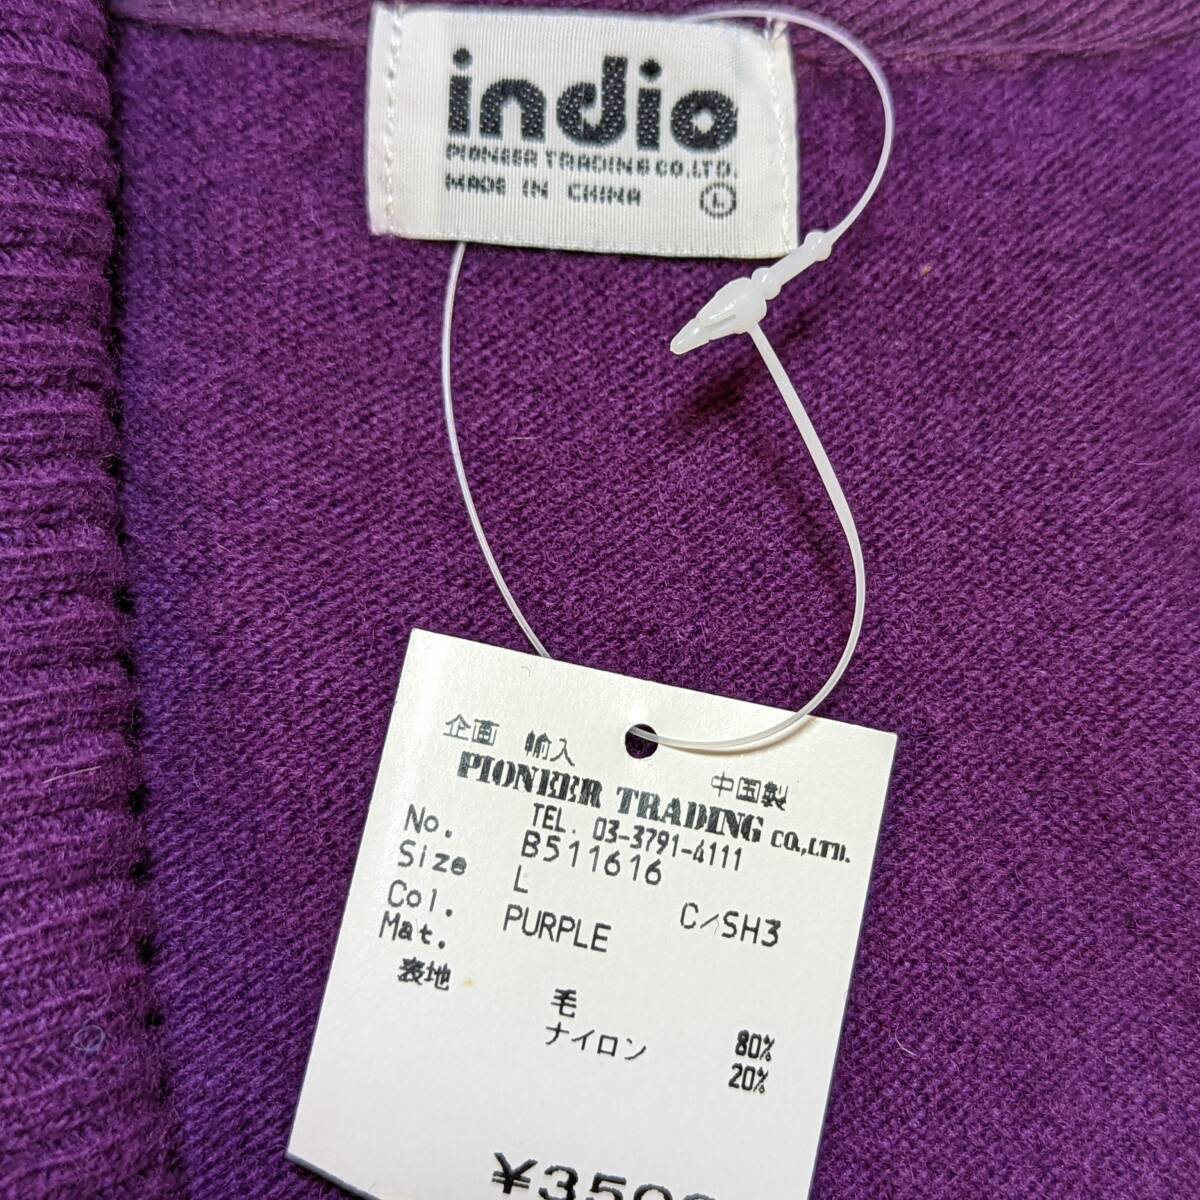 indio
PIONEER TRADING CO.LTD.
MADE IN CHINA L
企画 輸入 中国製
PIONEER TRADING CO.,LTD.
TEL. 03-3791-4111
No. B511616
Size L C/SH3
Col. PURPLE
Mat.
表地 毛 80%
ナイロン 20%